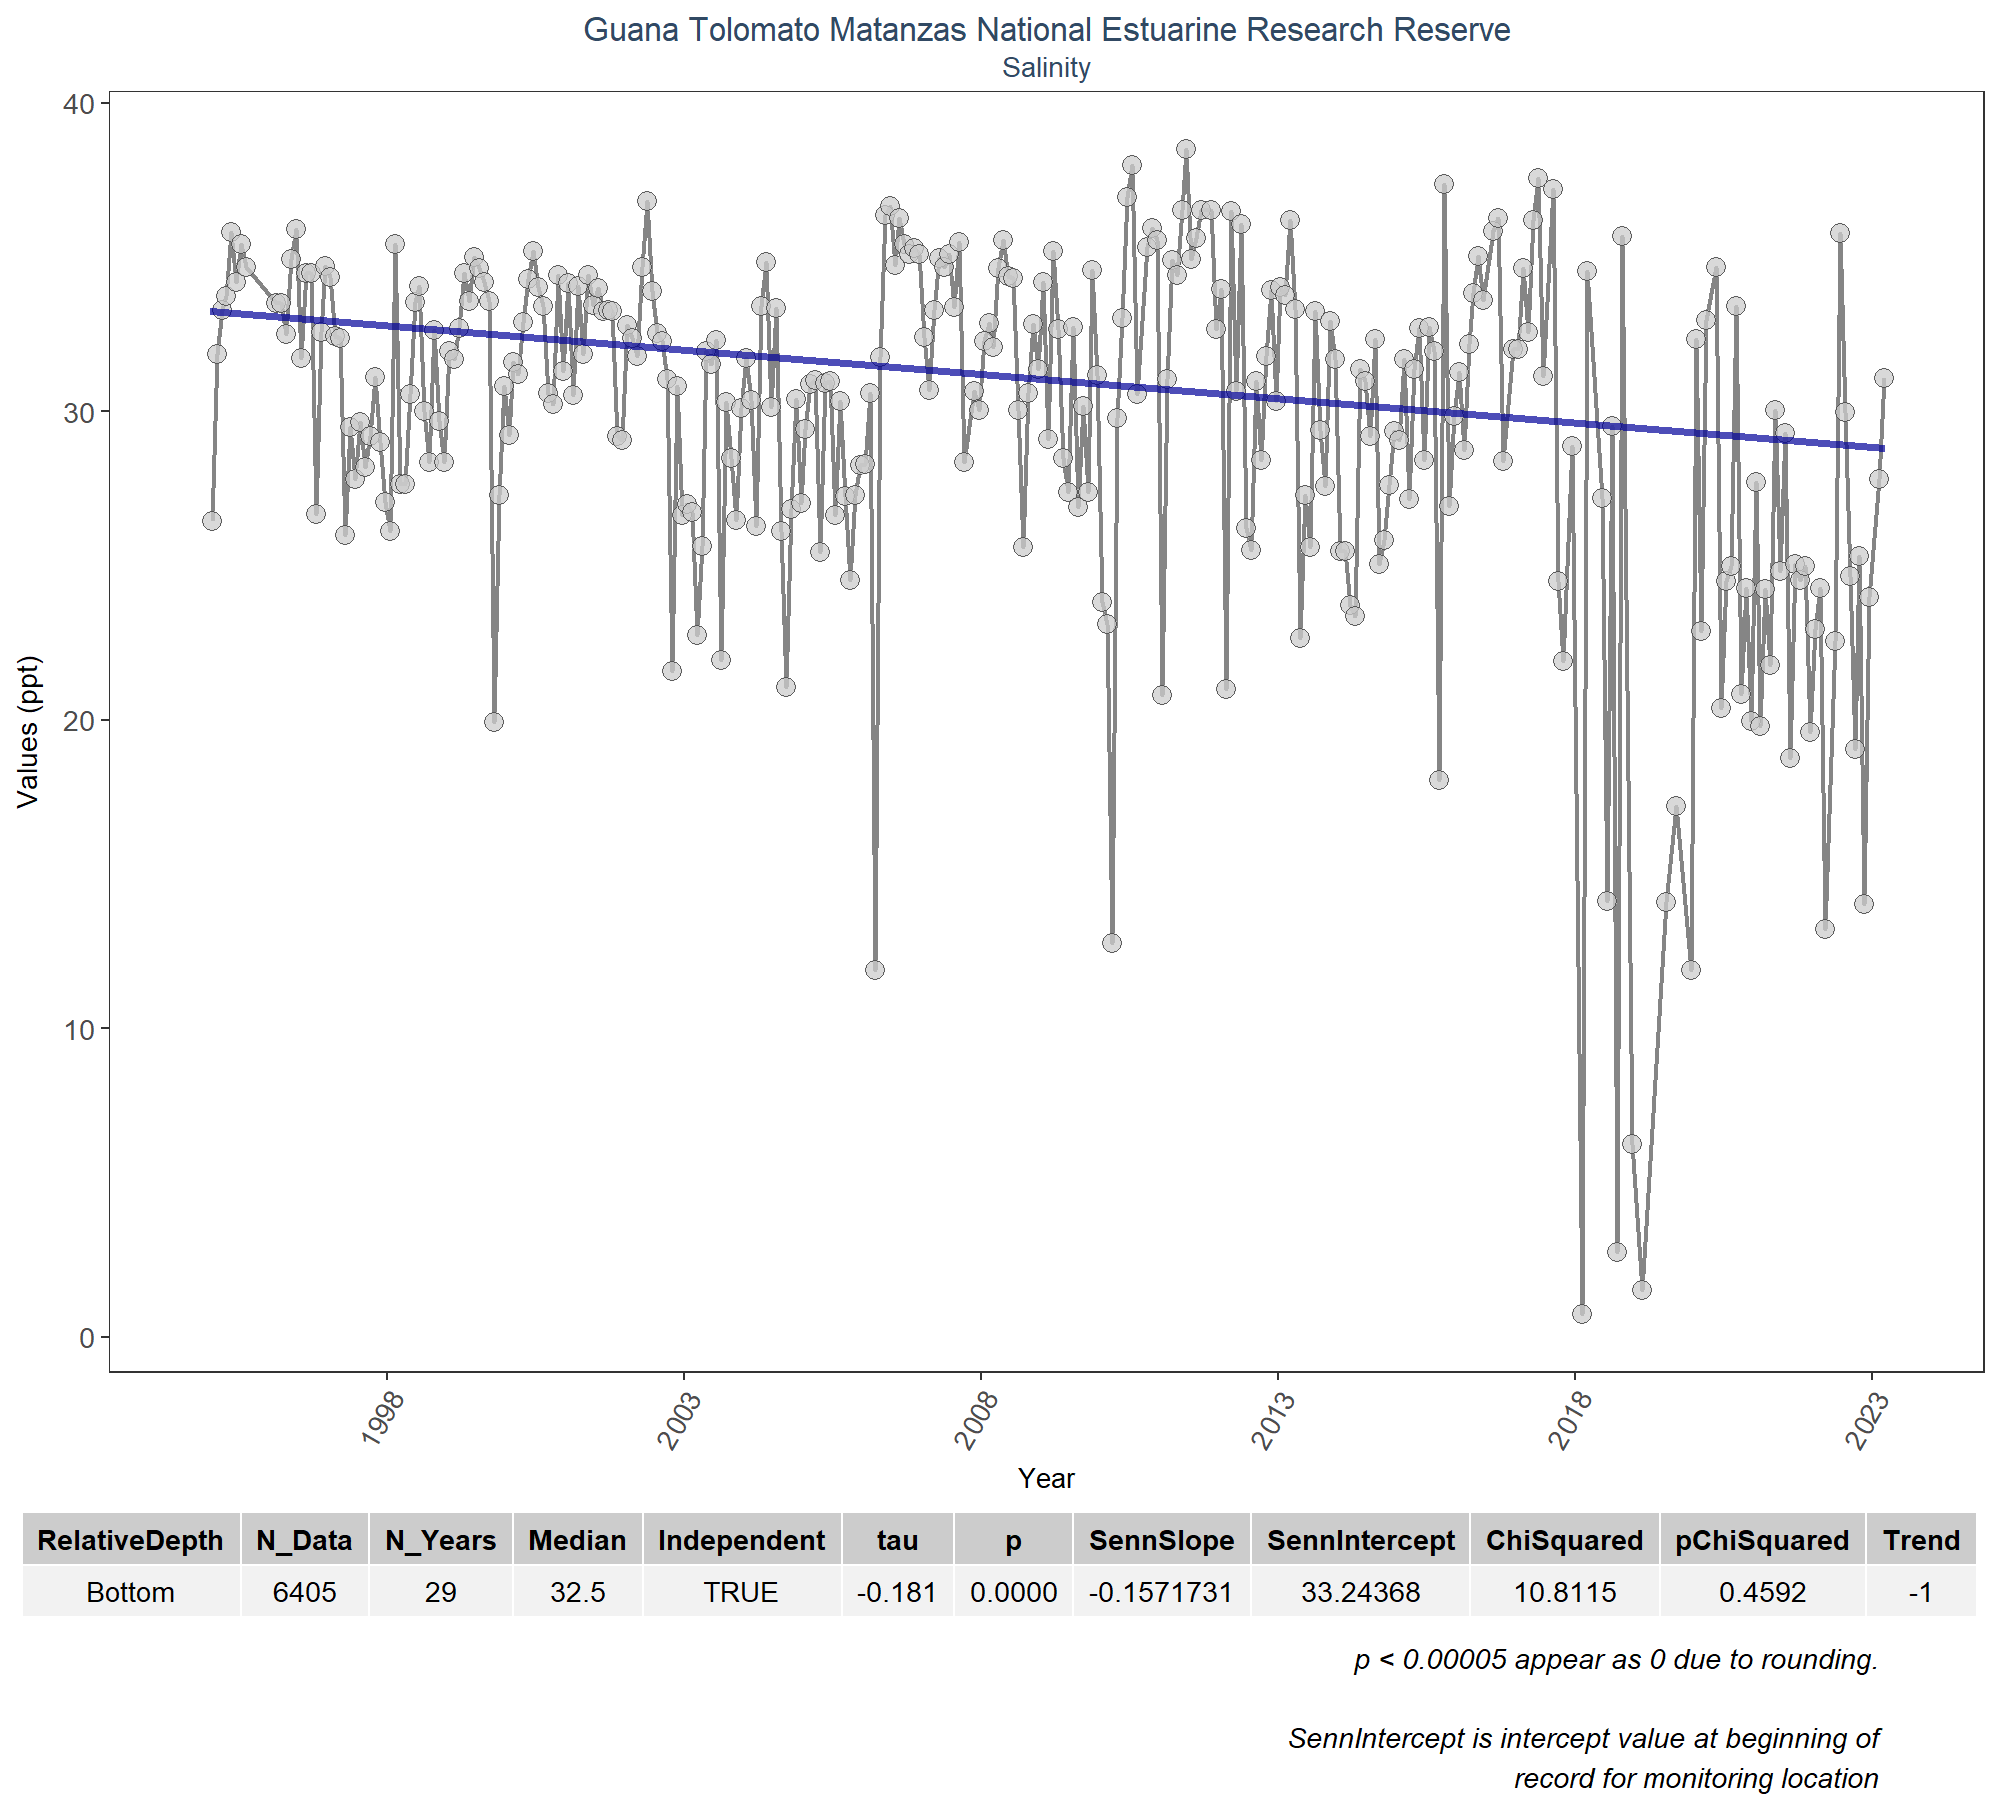 Guana Tolomato Matanzas National Estuarine Research Reserve
Salinity
40
30
20
10
0
Values (ppt)
1998 2003 2008 2013 2018 2023
Year
RelativeDepth N_Data N_Years Median Independent tau p SennSlope SennIntercept ChiSquared pChiSquared Trend
Bottom 6405 29 32.5 TRUE -0.181 0.0000 -0.1571731 33.24368 10.8115 0.4592 -1
p < 0.00005 appear as 0 due to rounding.
SennIntercept is intercept value at beginning of
record for monitoring location